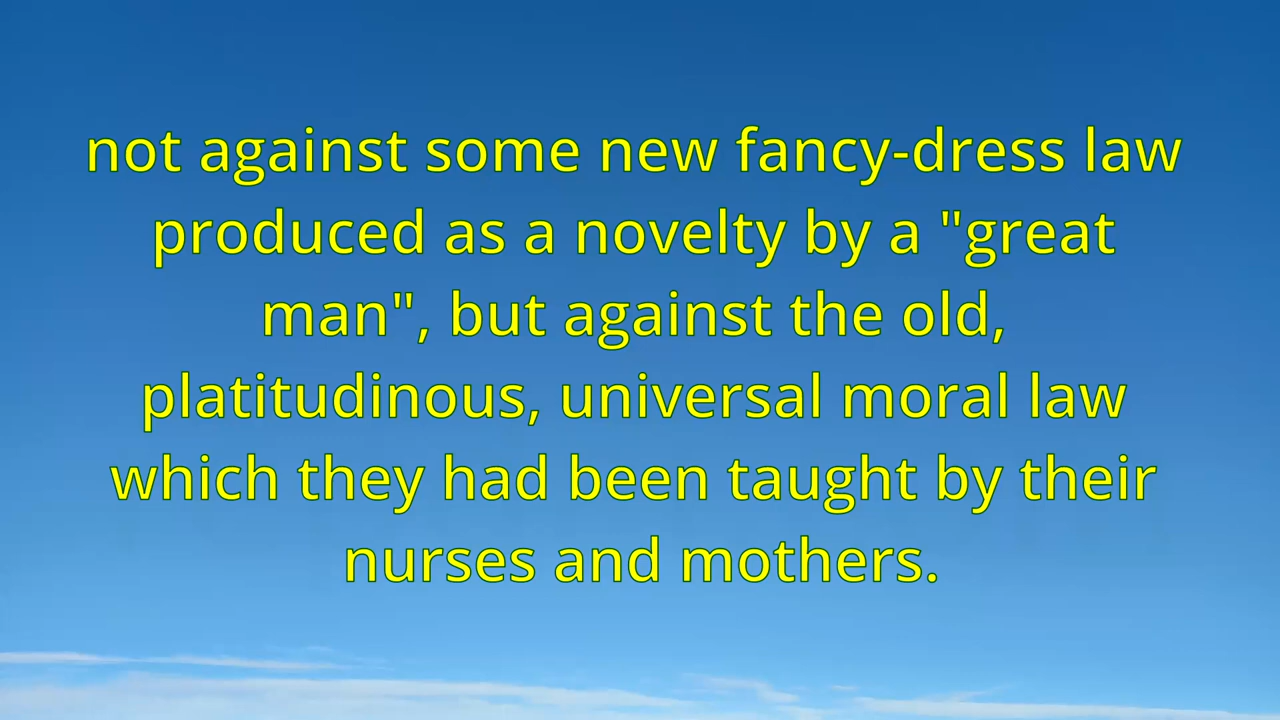 not against some new fancy-dress law
produced as a novelty by a "great
man", but against the old,
platitudinous, universal moral law
which they had been taught by their
nurses and mothers.